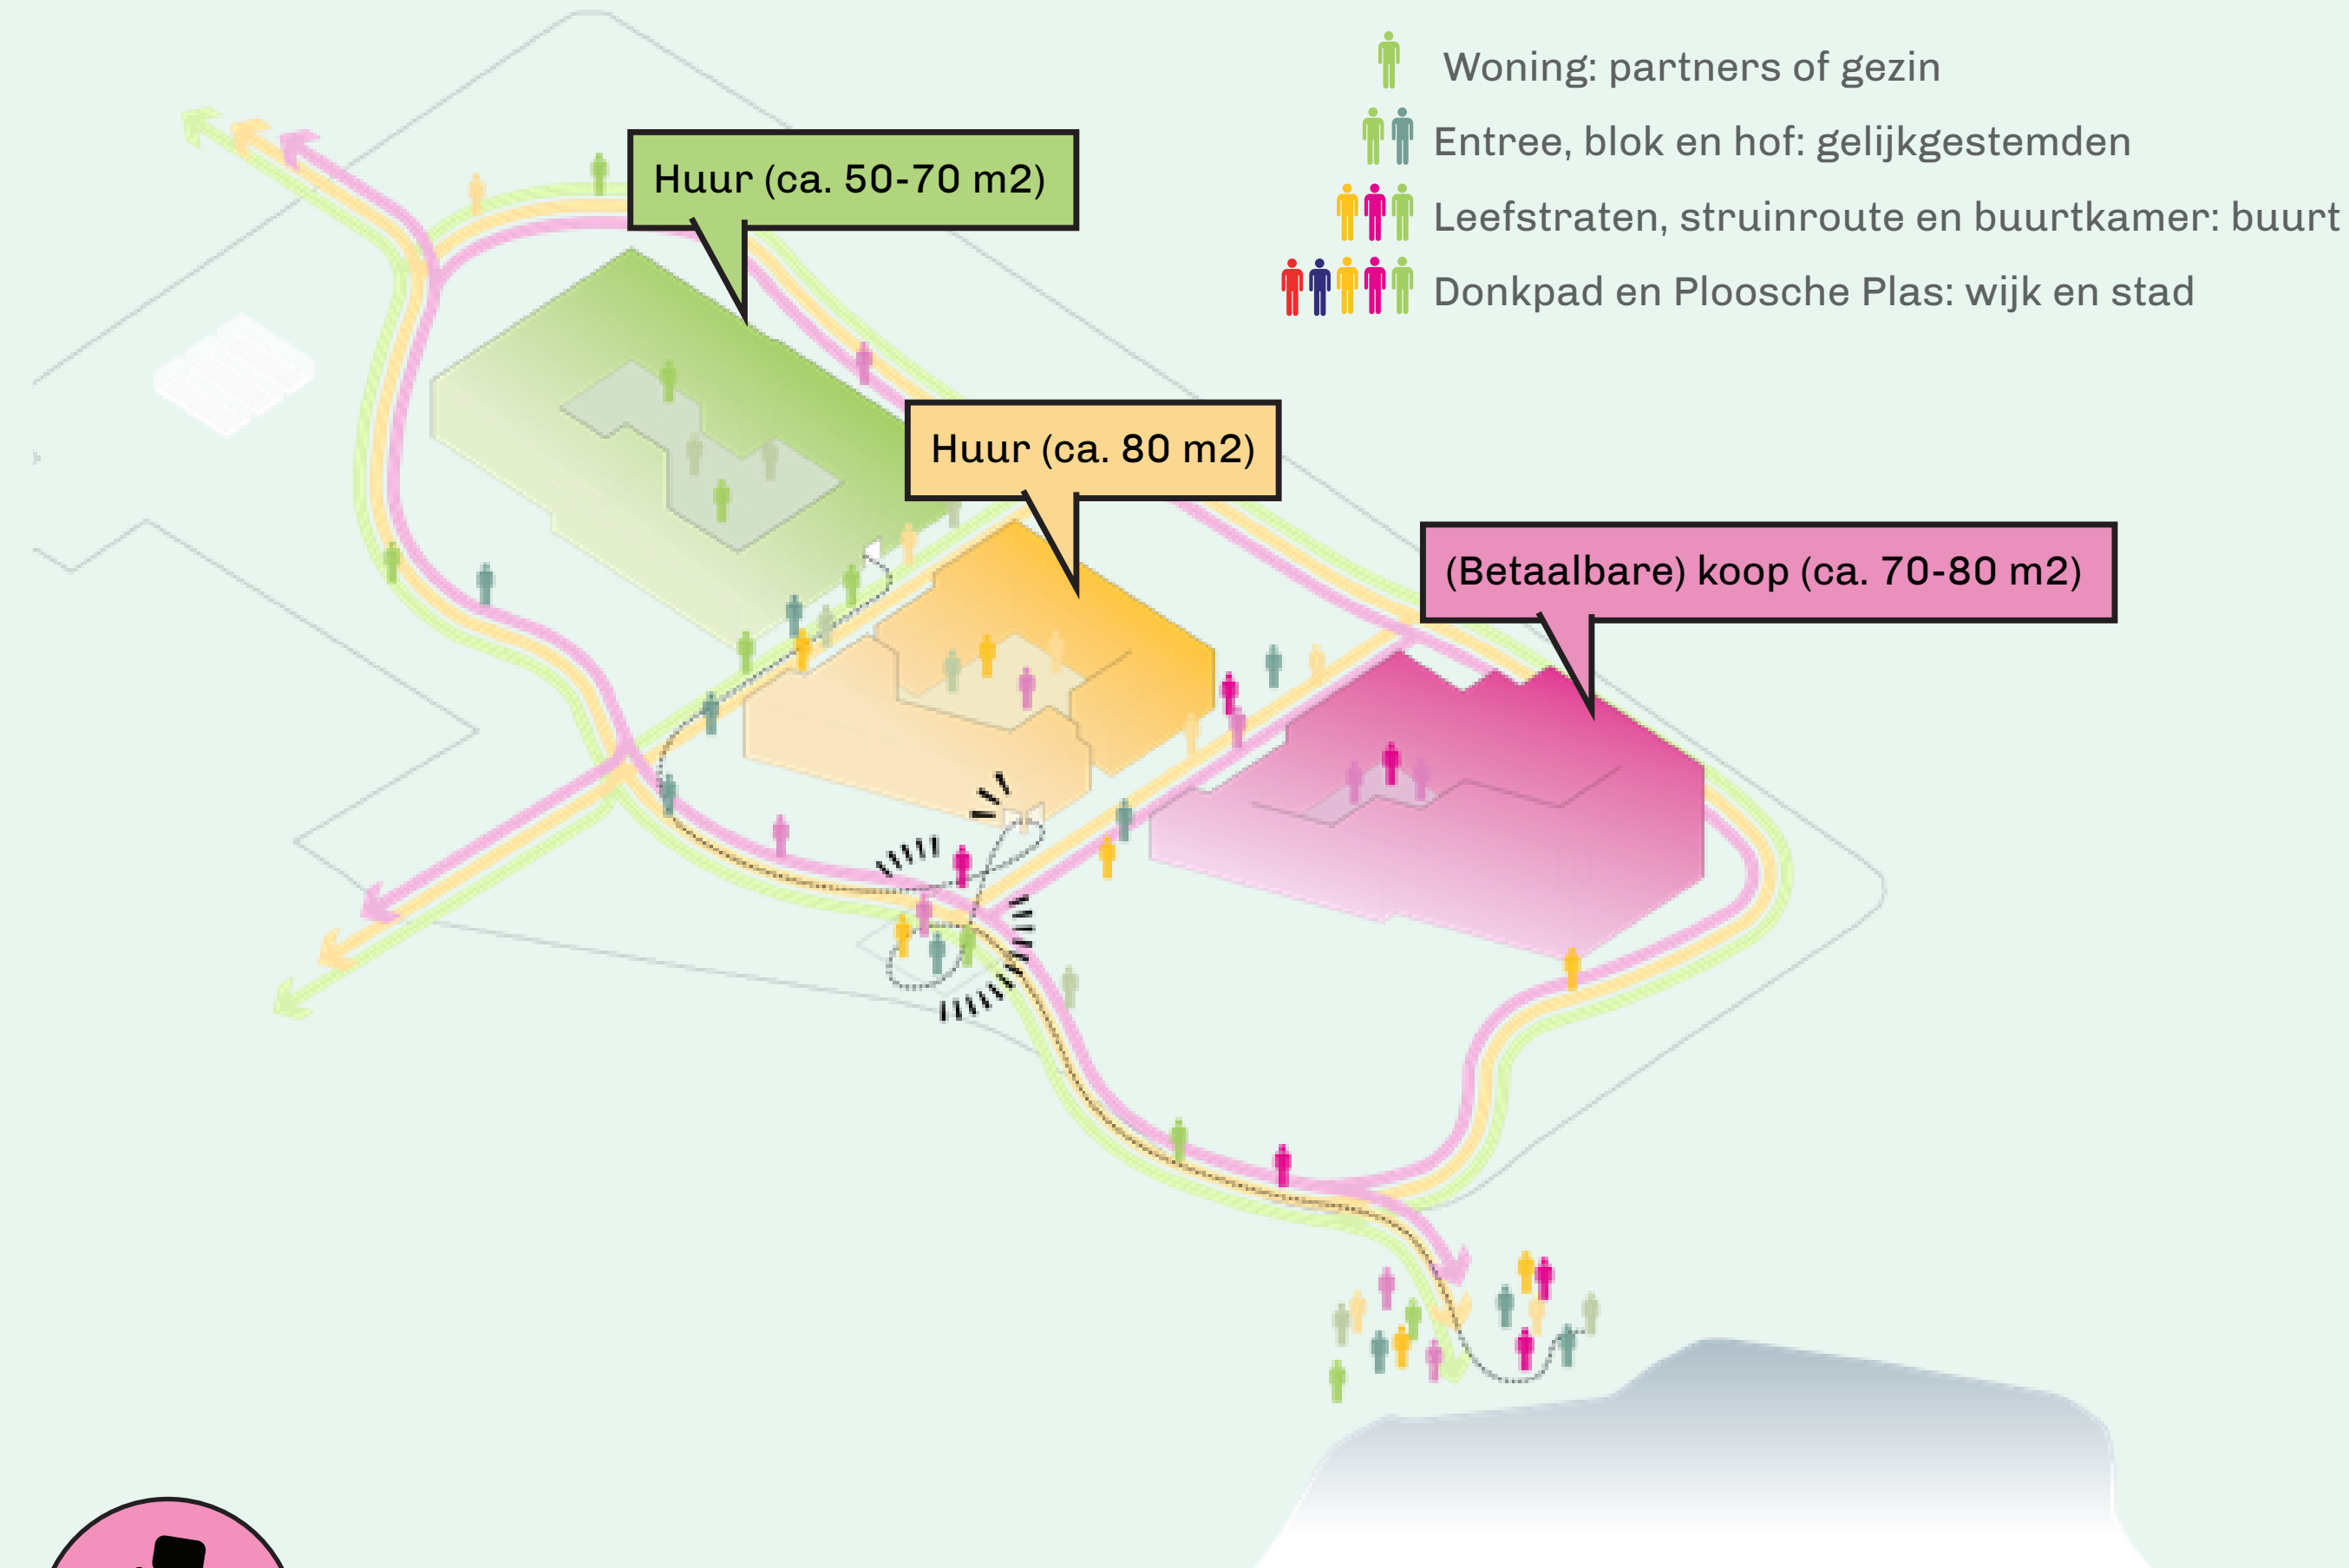 Woning: partners of gezin
Entree, blok en hof: gelijkgestemden
Leefstraten, struinroute en buurtkamer: buurt
Donkpad en Ploosche Plas: wijk en stad
Huur (ca. 50-70 m2)
Huur (ca. 80 m2)
(Betaalbare) koop (ca. 70-80 m2)